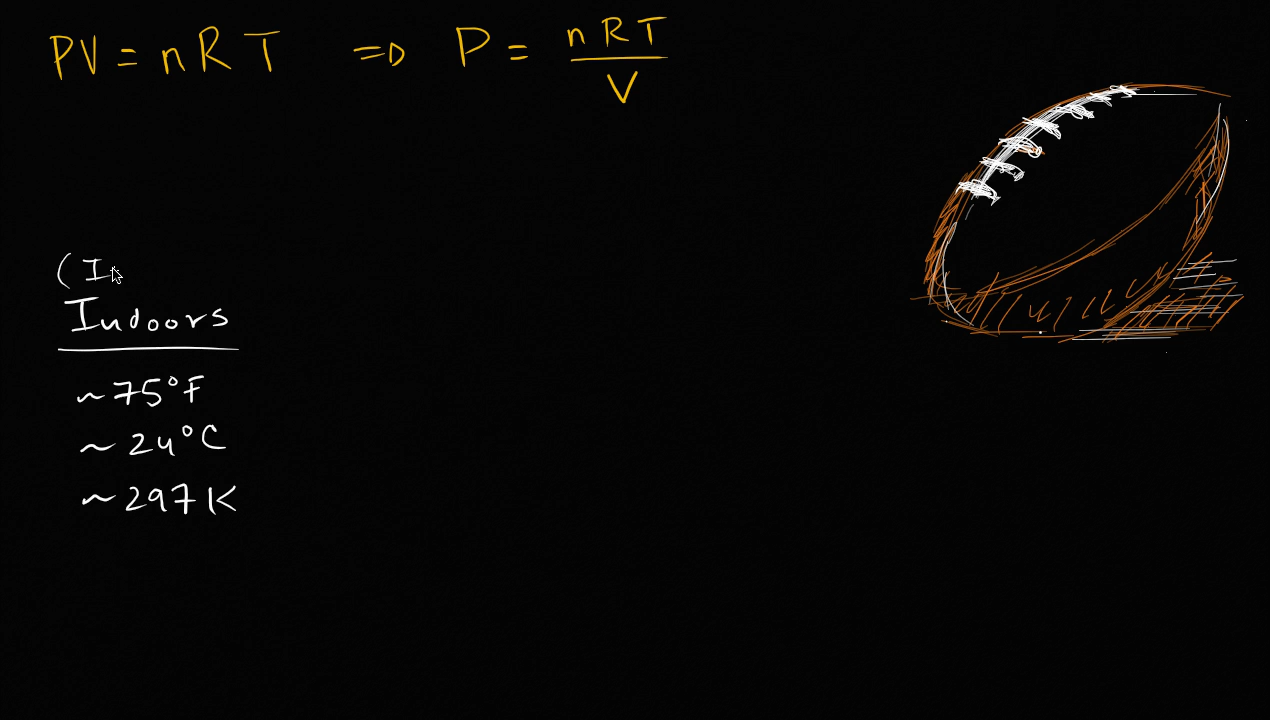 PV = nRT ⇒ P = nRT/V
(I
Indoors
~75°F
~24°C
~297K